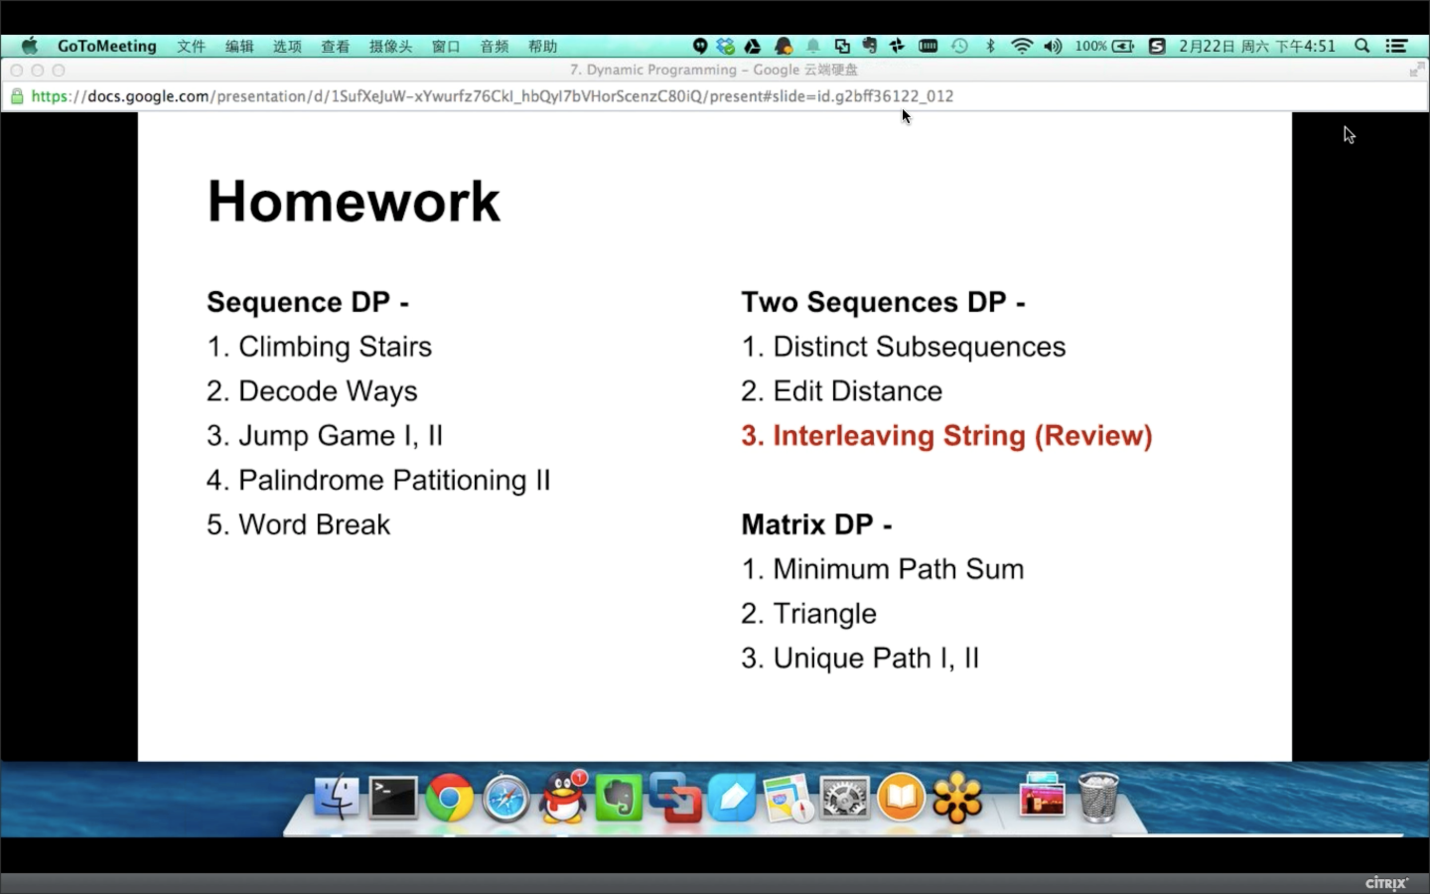 GoToMeeting 文件 编辑 选项 查看 摄像头 窗口 音频 帮助 100% S 2月22日 周六 下午4:51
7. Dynamic Programming – Google 云端硬盘
https://docs.google.com/presentation/d/1SufXeJuW-xYwurfz76CkI_hbQyI7bVHorScenzC80iQ/present#slide=id.g2bff36122_012
Homework
Sequence DP -
1. Climbing Stairs
2. Decode Ways
3. Jump Game I, II
4. Palindrome Patitioning II
5. Word Break
Two Sequences DP -
1. Distinct Subsequences
2. Edit Distance
3. Interleaving String (Review)
Matrix DP -
1. Minimum Path Sum
2. Triangle
3. Unique Path I, II
1
CITRIX